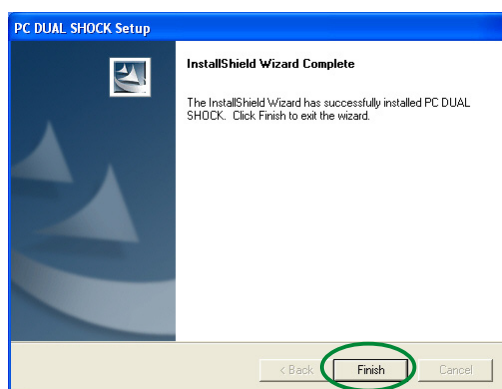 PC DUAL SHOCK Setup
InstallShield Wizard Complete
The InstallShield Wizard has successfully installed PC DUAL
SHOCK. Click Finish to exit the wizard.
< Back Finish Cancel